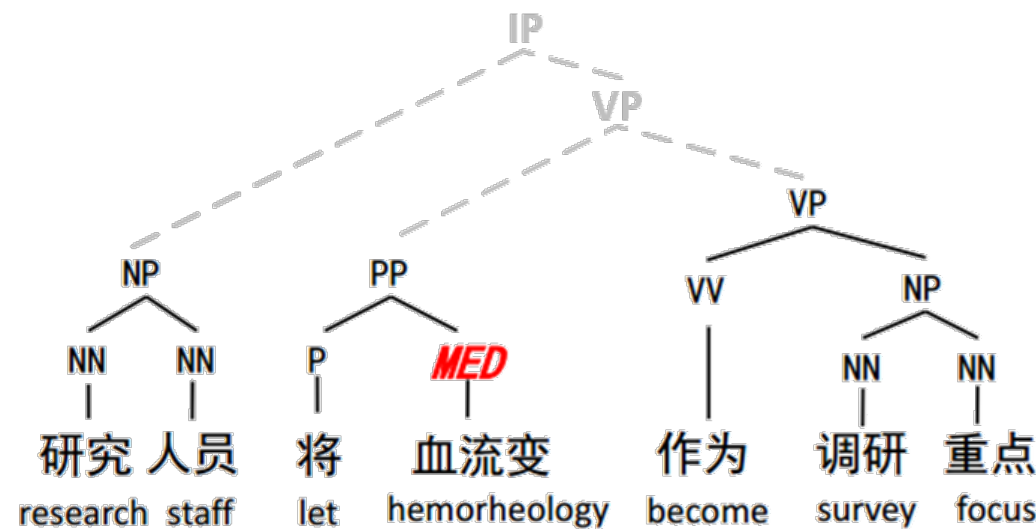 IP
VP
VP
NP PP VV NP
NN NN P MED NN NN
研究 人员 将 血流变 作为 调研 重点
research staff let hemorheology become survey focus